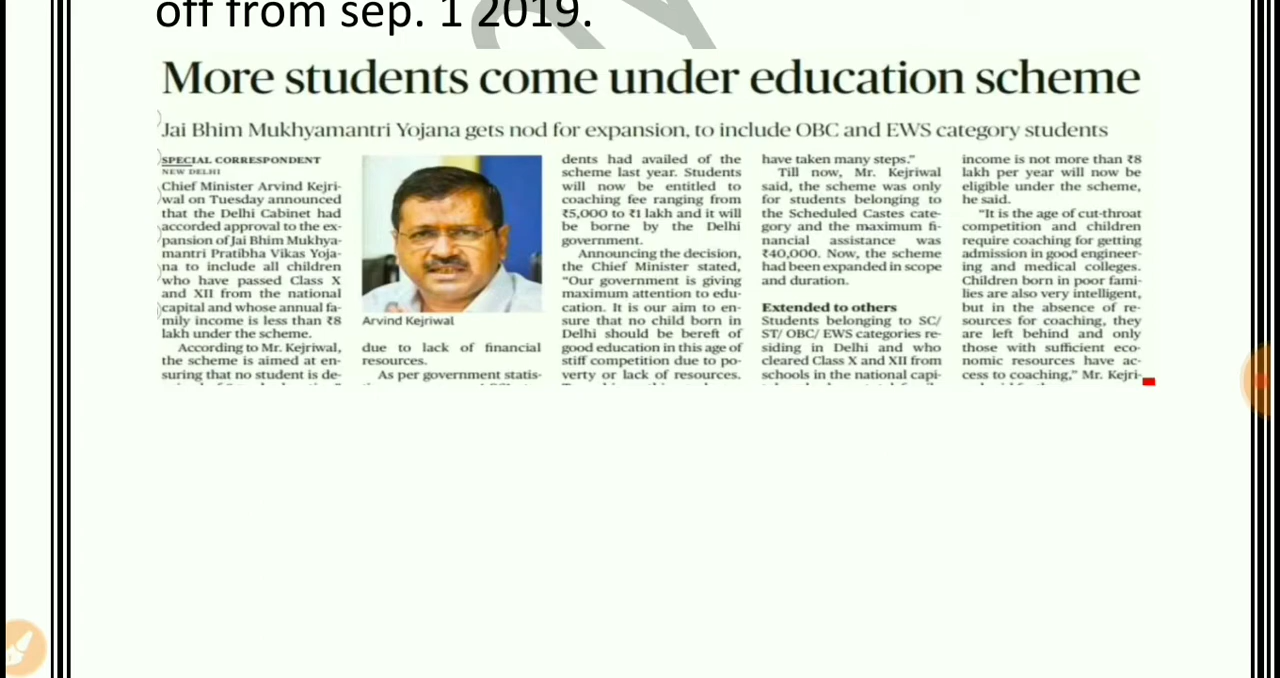 off from sep. 1 2019.
More students come under education scheme
Jai Bhim Mukhyamantri Yojana gets nod for expansion, to include OBC and EWS category students
SPECIAL CORRESPONDENT
NEW DELHI
Chief Minister Arvind Kejri-
wal on Tuesday announced
that the Delhi Cabinet had
accorded approval to the ex-
pansion of Jai Bhim Mukhya-
mantri Pratibha Vikas Yoja-
na to include all children
who have passed Class X
and XII from the national
capital and whose annual fa-
mily income is less than ₹8
lakh under the scheme.
According to Mr. Kejriwal,
the scheme is aimed at en-
suring that no student is de-
Arvind Kejriwal
due to lack of financial
resources.
As per government statis-
dents had availed of the
scheme last year. Students
will now be entitled to
coaching fee ranging from
₹5,000 to ₹1 lakh and it will
be borne by the Delhi
government.
Announcing the decision,
the Chief Minister stated,
"Our government is giving
maximum attention to edu-
cation. It is our aim to en-
sure that no child born in
Delhi should be bereft of
good education in this age of
stiff competition due to po-
verty or lack of resources.
have taken many steps."
Till now, Mr. Kejriwal
said, the scheme was only
for students belonging to
the Scheduled Castes cate-
gory and the maximum fi-
nancial assistance was
₹40,000. Now, the scheme
had been expanded in scope
and duration.
Extended to others
Students belonging to SC/
ST/ OBC/ EWS categories re-
siding in Delhi and who
cleared Class X and XII from
schools in the national capi-
income is not more than ₹8
lakh per year will now be
eligible under the scheme,
he said.
"It is the age of cut-throat
competition and children
require coaching for getting
admission in good engineer-
ing and medical colleges.
Children born in poor fami-
lies are also very intelligent,
but in the absence of re-
sources for coaching, they
are left behind and only
those with sufficient eco-
nomic resources have ac-
cess to coaching," Mr. Kejri-